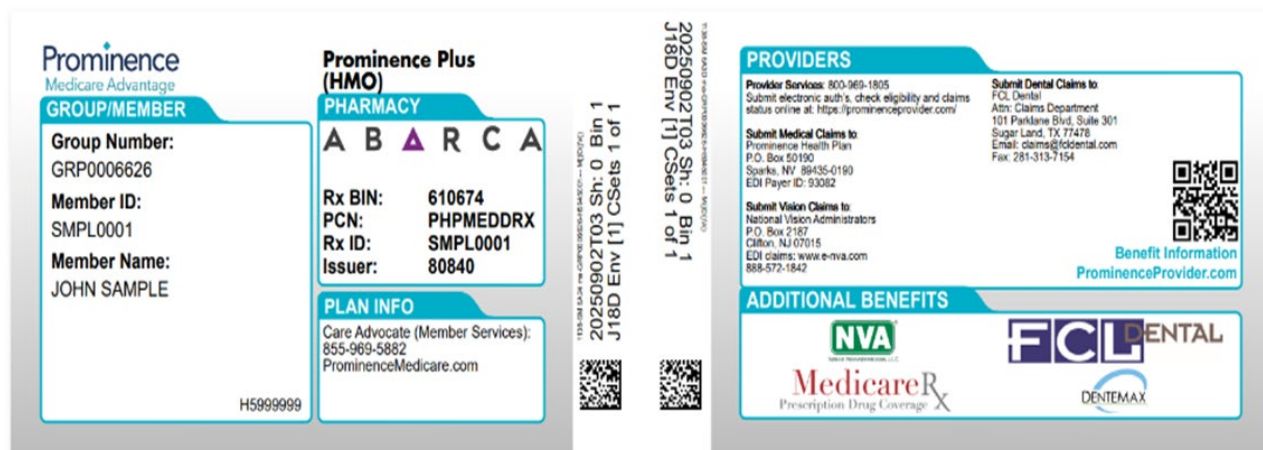 Prominence
Medicare Advantage
GROUP/MEMBER
Group Number:
GRP0006626
Member ID:
SMPL0001
Member Name:
JOHN SAMPLE
H5999999
Prominence Plus
(HMO)
PHARMACY
ABARCA
Rx BIN: 610674
PCN: PHPMEDDRX
Rx ID: SMPL0001
Issuer: 80840
PLAN INFO
Care Advocate (Member Services):
855-969-5882
ProminenceMedicare.com
20250902T03 Sh: 0 Bin 1
J18D Env [1] CSets 1 of 1
20250902T03 Sh: 0 Bin 1
J18D Env [1] CSets 1 of 1
PROVIDERS
Provider Services: 800-969-1805
Submit electronic auth's, check eligibility and claims
status online at: https://prominenceprovider.com/
Submit Medical Claims to:
Prominence Health Plan
P.O. Box 50190
Sparks, NV 89435-0190
EDI Payer ID: 93082
Submit Vision Claims to:
National Vision Administrators
P.O. Box 2187
Clifton, NJ 07015
EDI claims: www.e-nva.com
888-572-1842
Submit Dental Claims to:
FCL Dental
Attn: Claims Department
101 Parklane Blvd, Suite 301
Sugar Land, TX 77478
Email: claims@fcldental.com
Fax: 281-313-7154
Benefit Information
ProminenceProvider.com
ADDITIONAL BENEFITS
NVA
FCL DENTAL
MedicareRx
Prescription Drug Coverage
DENTEMAX